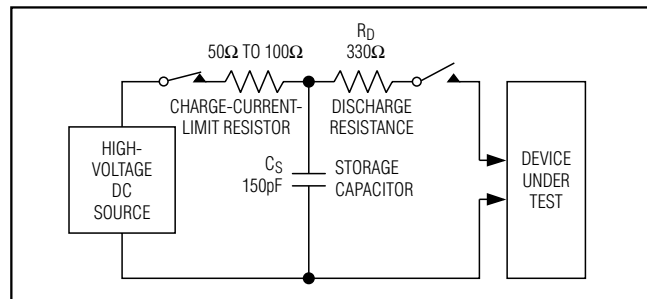 50Ω TO 100Ω
CHARGE-CURRENT-
LIMIT RESISTOR
R_D
330Ω
DISCHARGE
RESISTANCE
HIGH-
VOLTAGE
DC
SOURCE
C_S
150pF
STORAGE
CAPACITOR
DEVICE
UNDER
TEST